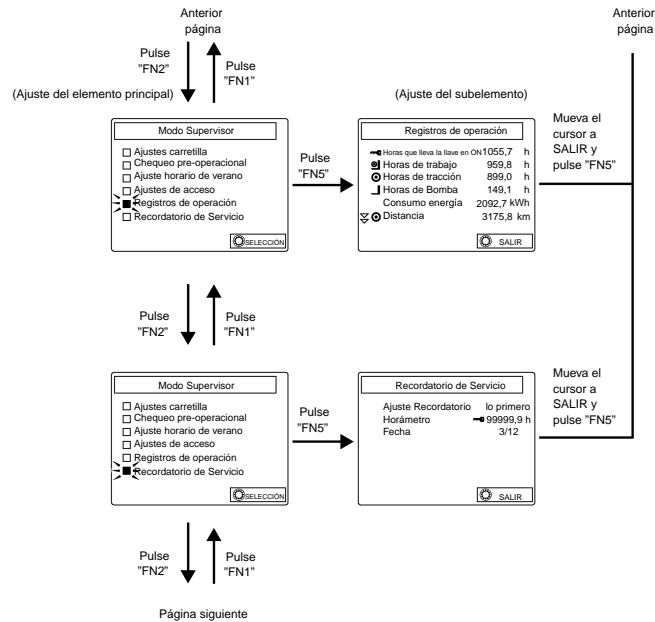 Anterior
página
Anterior
página
Pulse
"FN2"
Pulse
"FN1"
(Ajuste del elemento principal)
(Ajuste del subelemento)
Modo Supervisor
Ajustes carretilla
Chequeo pre-operacional
Ajuste horario de verano
Ajustes de acceso
Registros de operación
Recordatorio de Servicio
SELECCIÓN
Pulse
"FN5"
Registros de operación
Horas que lleva la llave en ON 1055,7 h
Horas de trabajo 959,8 h
Horas de tracción 899,0 h
Horas de Bomba 149,1 h
Consumo energía 2092,7 kWh
Distancia 3175,8 km
SALIR
Mueva el
cursor a
SALIR y
pulse "FN5"
Pulse
"FN2"
Pulse
"FN1"
Modo Supervisor
Ajustes carretilla
Chequeo pre-operacional
Ajuste horario de verano
Ajustes de acceso
Registros de operación
Recordatorio de Servicio
SELECCIÓN
Pulse
"FN5"
Recordatorio de Servicio
Ajuste Recordatorio lo primero
Horámetro 99999,9 h
Fecha 3/12
SALIR
Mueva el
cursor a
SALIR y
pulse "FN5"
Pulse
"FN2"
Pulse
"FN1"
Página siguiente